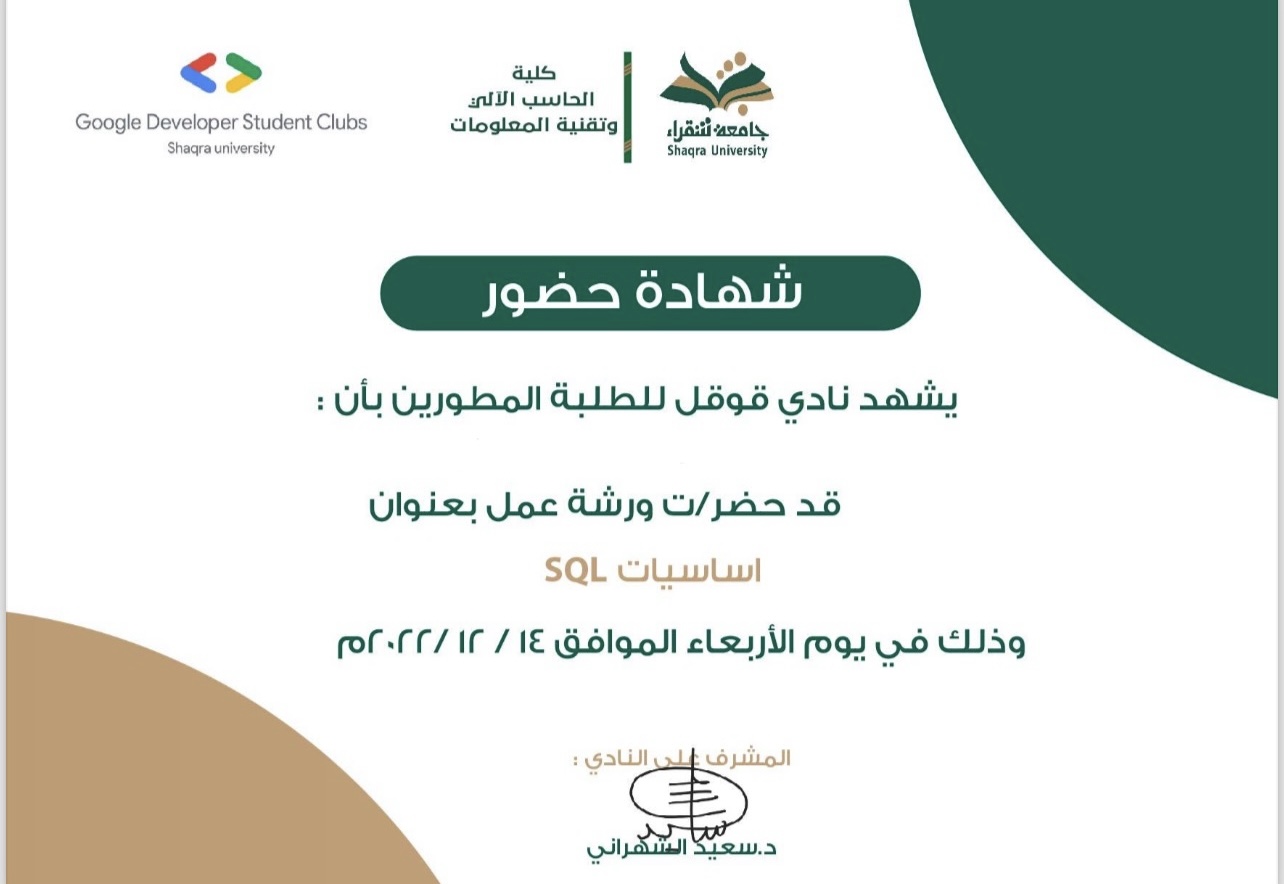 Google Developer Student Clubs
Shaqra university
كلية
الحاسب الآلي
وتقنية المعلومات
جامعة شقراء
Shaqra University
شهادة حضور
يشهد نادي قوقل للطلبة المطورين بأن :
قد حضر/ت ورشة عمل بعنوان
اساسيات SQL
وذلك في يوم الأربعاء الموافق ١٤ / ١٢ /٢٠٢٢م
المشرف على النادي :
د.سعيد الشهراني